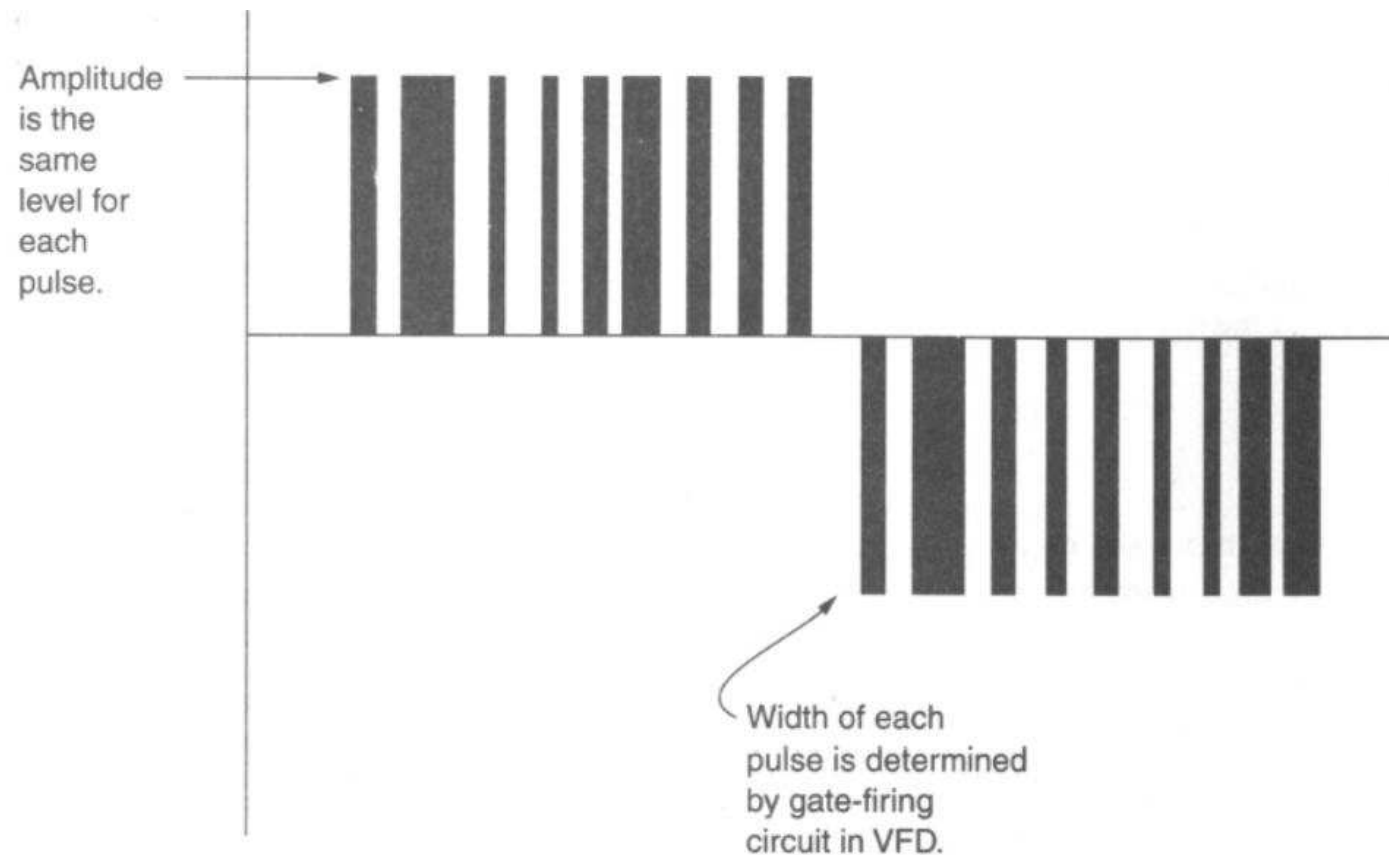 Amplitude
is the
same
level for
each
pulse.
Width of each
pulse is determined
by gate-firing
circuit in VFD.